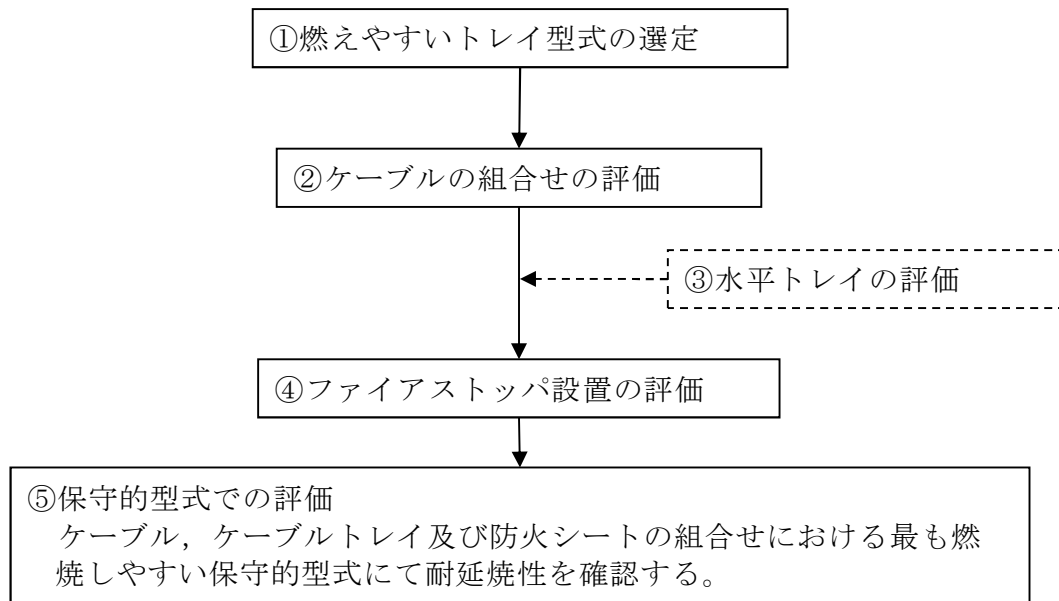 ①燃えやすいトレイ型式の選定
②ケーブルの組合せの評価
③水平トレイの評価
④ファイアストッパ設置の評価
⑤保守的型式での評価
ケーブル，ケーブルトレイ及び防火シートの組合せにおける最も燃
焼しやすい保守的型式にて耐延焼性を確認する。